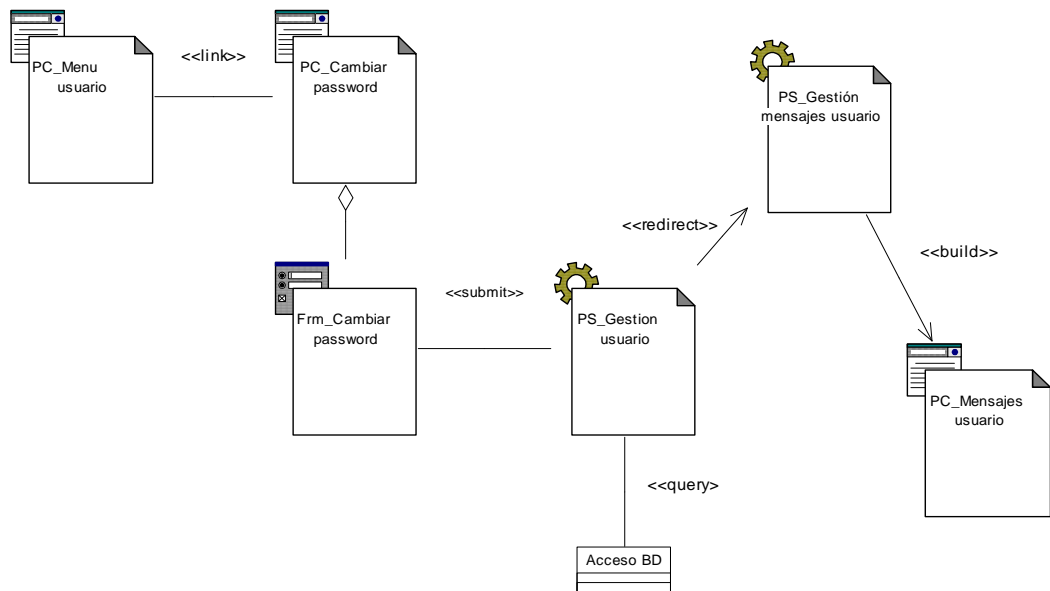 PC_Menu
usuario
<<link>>
PC_Cambiar
password
PS_Gestión
mensajes usuario
<<redirect>>
<<build>>
Frm_Cambiar
password
<<submit>>
PS_Gestion
usuario
PC_Mensajes
usuario
<<query>
Acceso BD